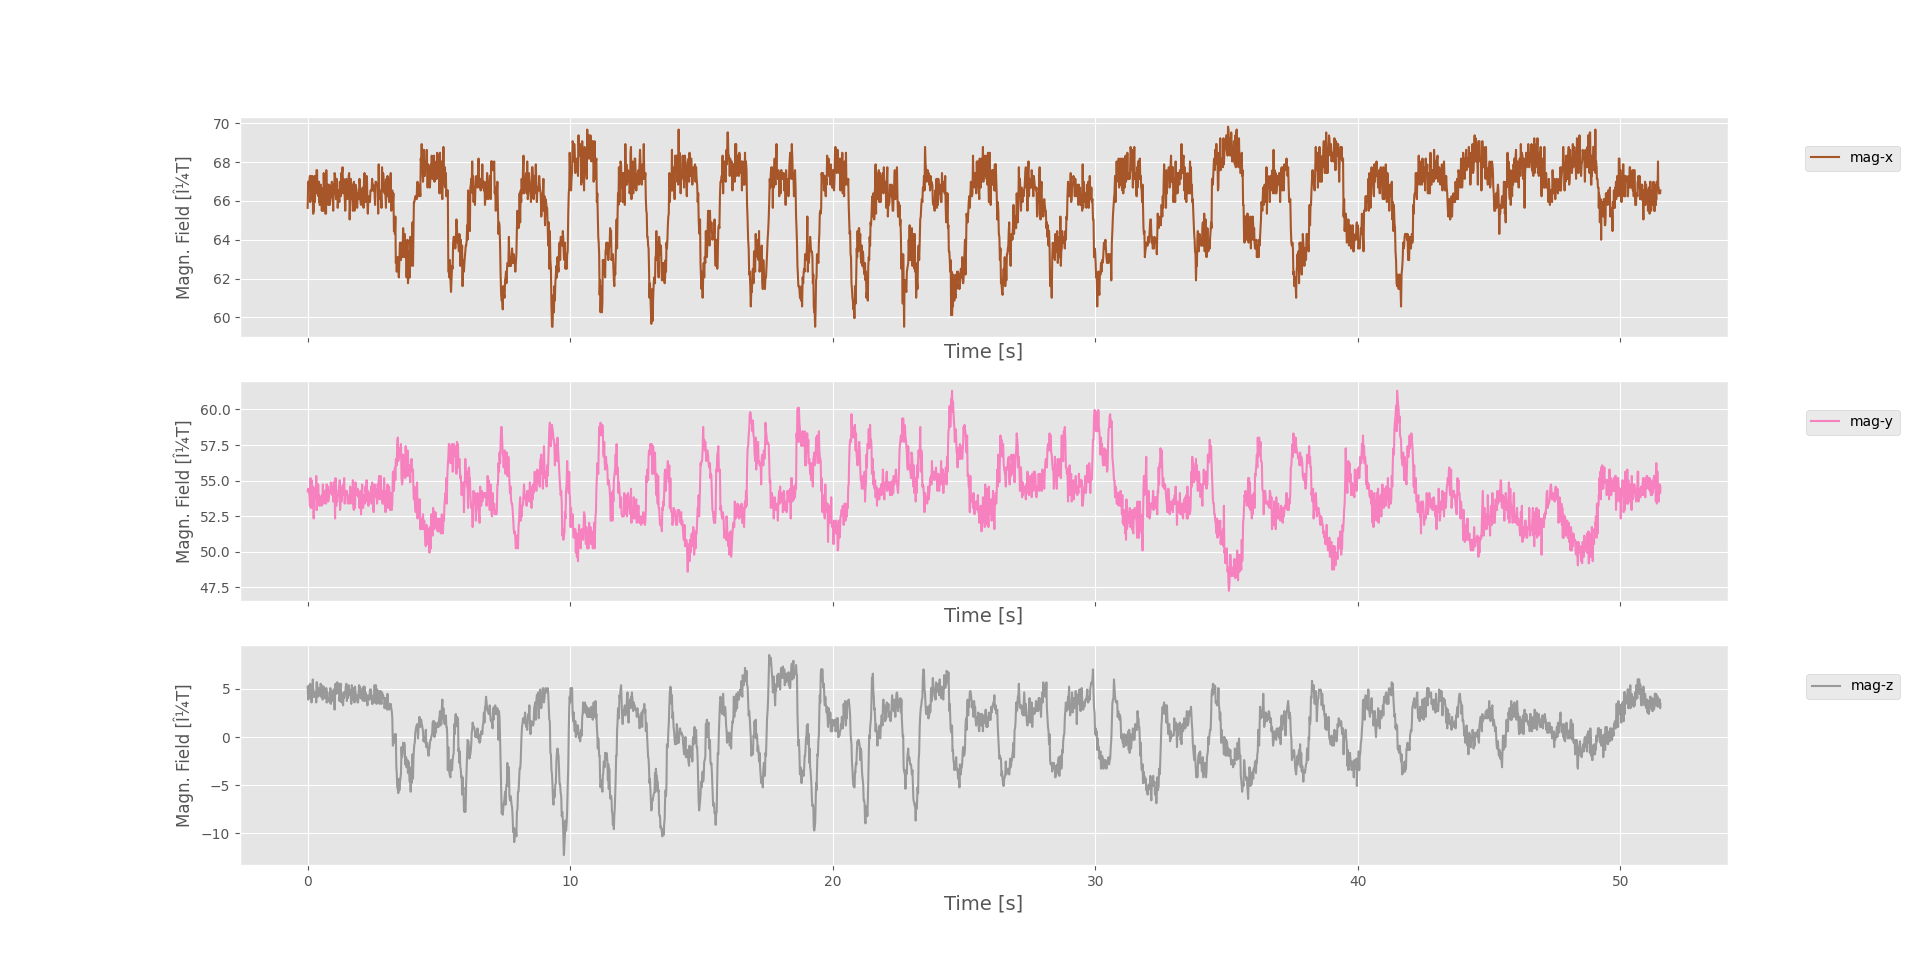 70
68
66
64
62
60
Magn. Field [Î¼T]
Time [s]
mag-x
60.0
57.5
55.0
52.5
50.0
47.5
Magn. Field [Î¼T]
Time [s]
mag-y
5
0
−5
−10
Magn. Field [Î¼T]
0 10 20 30 40 50
Time [s]
mag-z